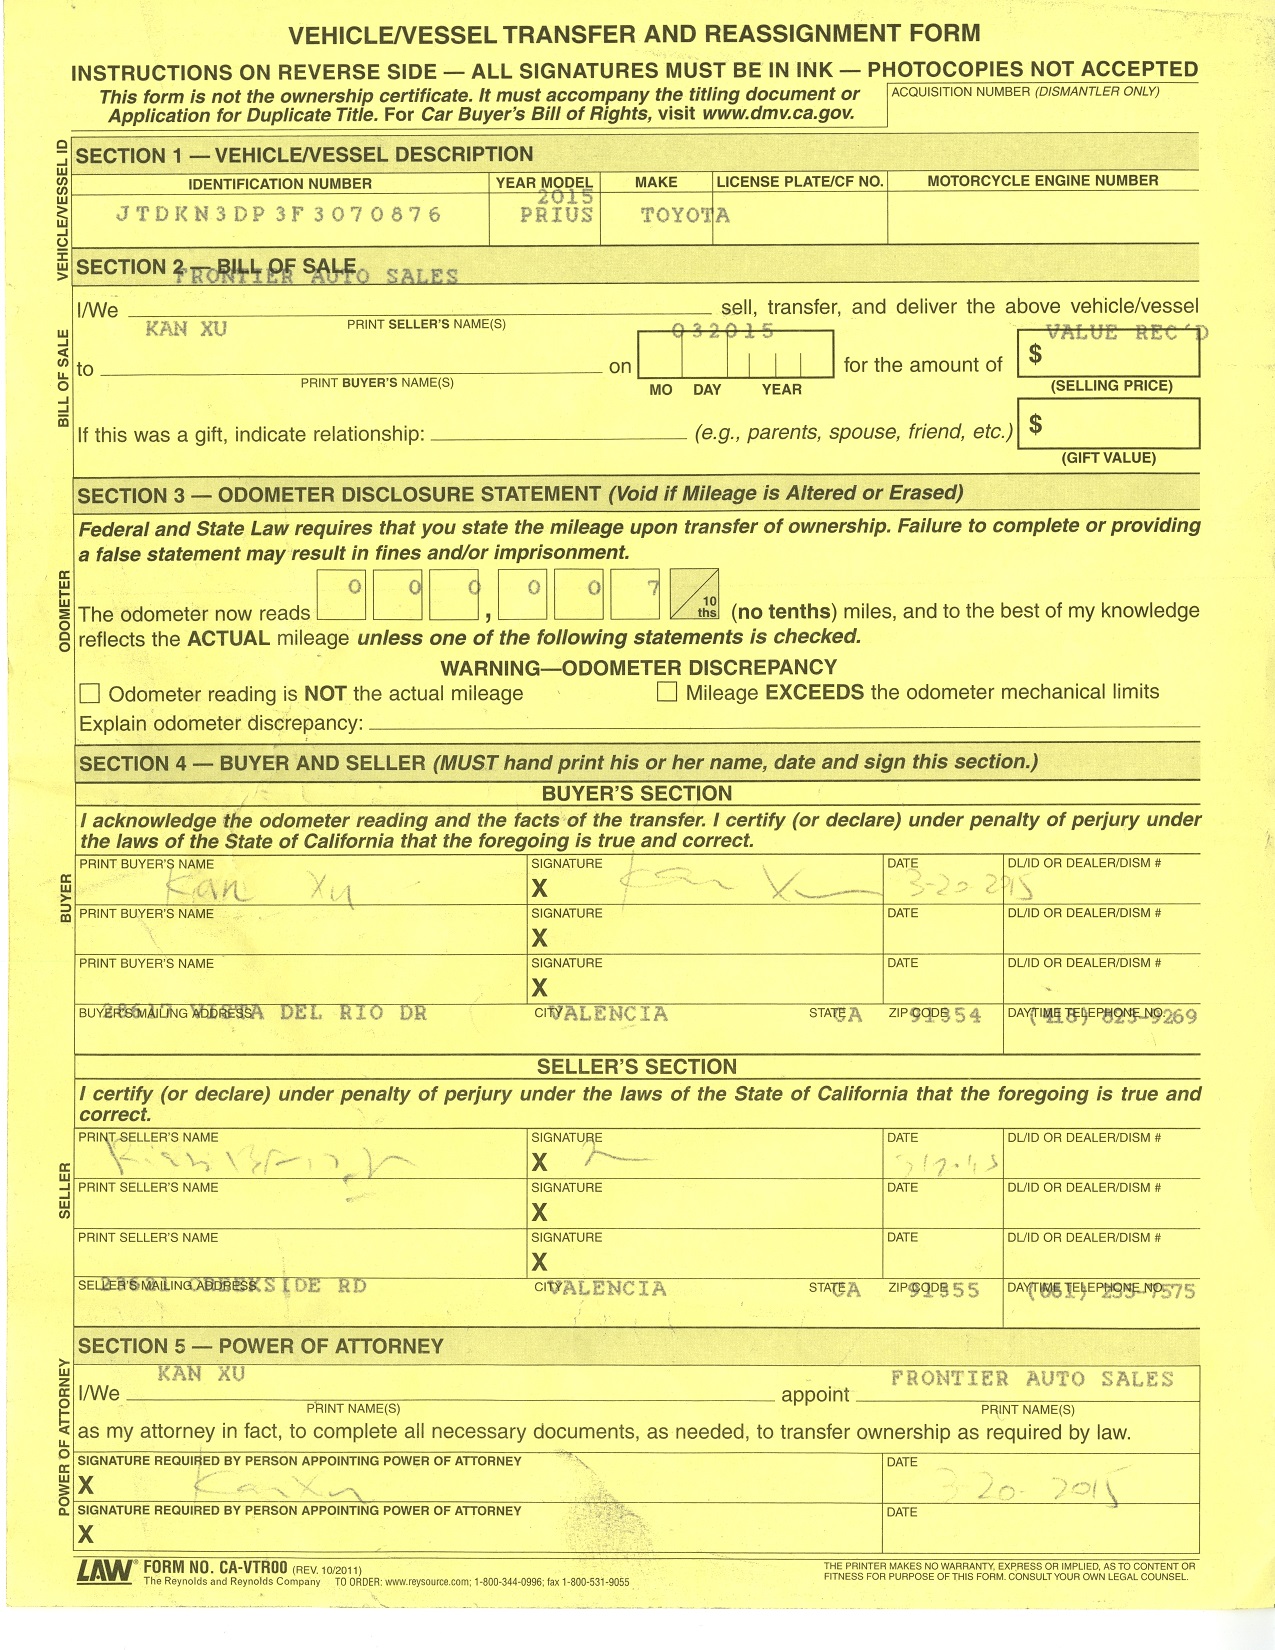 VEHICLE/VESSEL TRANSFER AND REASSIGNMENT FORM
INSTRUCTIONS ON REVERSE SIDE — ALL SIGNATURES MUST BE IN INK — PHOTOCOPIES NOT ACCEPTED
This form is not the ownership certificate. It must accompany the titling document or
Application for Duplicate Title. For Car Buyer's Bill of Rights, visit www.dmv.ca.gov.
ACQUISITION NUMBER (DISMANTLER ONLY)
VEHICLE/VESSEL ID
SECTION 1 — VEHICLE/VESSEL DESCRIPTION
IDENTIFICATION NUMBER YEAR MODEL MAKE LICENSE PLATE/CF NO. MOTORCYCLE ENGINE NUMBER
2015
JTDKN3DP3F3070876 PRIUS TOYOTA
SECTION 2 — BILL OF SALE
FRONTIER AUTO SALES
BILL OF SALE
I/We sell, transfer, and deliver the above vehicle/vessel
PRINT SELLER'S NAME(S)
KAN XU 032015 VALUE REC'D
to on for the amount of $
PRINT BUYER'S NAME(S) MO DAY YEAR (SELLING PRICE)
If this was a gift, indicate relationship: (e.g., parents, spouse, friend, etc.) $
(GIFT VALUE)
SECTION 3 — ODOMETER DISCLOSURE STATEMENT (Void if Mileage is Altered or Erased)
ODOMETER
Federal and State Law requires that you state the mileage upon transfer of ownership. Failure to complete or providing
a false statement may result in fines and/or imprisonment.
0 0 0 , 0 0 7 10 ths
The odometer now reads (no tenths) miles, and to the best of my knowledge
reflects the ACTUAL mileage unless one of the following statements is checked.
WARNING—ODOMETER DISCREPANCY
Odometer reading is NOT the actual mileage Mileage EXCEEDS the odometer mechanical limits
Explain odometer discrepancy:
SECTION 4 — BUYER AND SELLER (MUST hand print his or her name, date and sign this section.)
BUYER'S SECTION
I acknowledge the odometer reading and the facts of the transfer. I certify (or declare) under penalty of perjury under
the laws of the State of California that the foregoing is true and correct.
BUYER
PRINT BUYER'S NAME SIGNATURE DATE DL/ID OR DEALER/DISM #
Kan Xu X Kan Xu 3-20 2015
PRINT BUYER'S NAME SIGNATURE DATE DL/ID OR DEALER/DISM #
X
PRINT BUYER'S NAME SIGNATURE DATE DL/ID OR DEALER/DISM #
X
BUYER'S MAILING ADDRESS CITY STATE ZIP CODE DAYTIME TELEPHONE NO.
DEL RIO DR VALENCIA CA 91354
SELLER'S SECTION
I certify (or declare) under penalty of perjury under the laws of the State of California that the foregoing is true and
correct.
SELLER
PRINT SELLER'S NAME SIGNATURE DATE DL/ID OR DEALER/DISM #
X
PRINT SELLER'S NAME SIGNATURE DATE DL/ID OR DEALER/DISM #
X
PRINT SELLER'S NAME SIGNATURE DATE DL/ID OR DEALER/DISM #
X
SELLER'S MAILING ADDRESS CITY STATE ZIP CODE DAYTIME TELEPHONE NO.
CREEKSIDE RD VALENCIA CA 91355
SECTION 5 — POWER OF ATTORNEY
POWER OF ATTORNEY
KAN XU FRONTIER AUTO SALES
I/We appoint
PRINT NAME(S) PRINT NAME(S)
as my attorney in fact, to complete all necessary documents, as needed, to transfer ownership as required by law.
SIGNATURE REQUIRED BY PERSON APPOINTING POWER OF ATTORNEY DATE
X Kan Xu 3 20- 2015
SIGNATURE REQUIRED BY PERSON APPOINTING POWER OF ATTORNEY DATE
X
LAW® FORM NO. CA-VTR00 (REV. 10/2011)
The Reynolds and Reynolds Company TO ORDER: www.reysource.com; 1-800-344-0996; fax 1-800-531-9055
THE PRINTER MAKES NO WARRANTY, EXPRESS OR IMPLIED, AS TO CONTENT OR
FITNESS FOR PURPOSE OF THIS FORM. CONSULT YOUR OWN LEGAL COUNSEL.